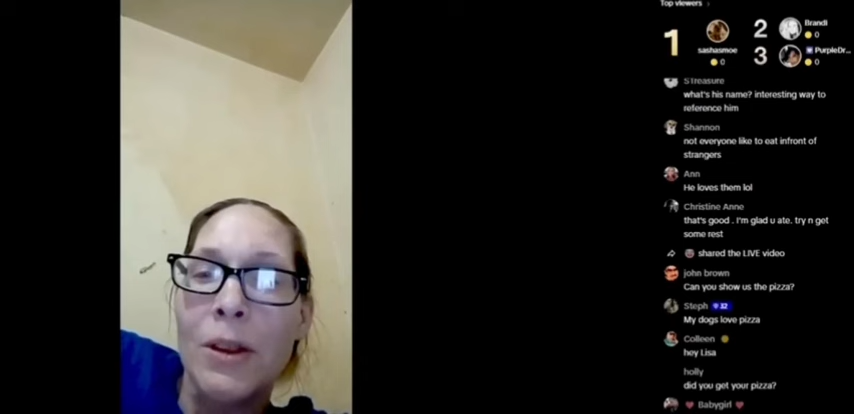 Top viewers
1
sashasmoe
0
2
Brandi
0
3
PurpleDr...
0
STreasure
what's his name? interesting way to
reference him
Shannon
not everyone like to eat infront of
strangers
Ann
He loves them lol
Christine Anne
that's good . I'm glad u ate. try n get
some rest
shared the LIVE video
john brown
Can you show us the pizza?
Steph 32
My dogs love pizza
Colleen
hey Lisa
holly
did you get your pizza?
Babygirl